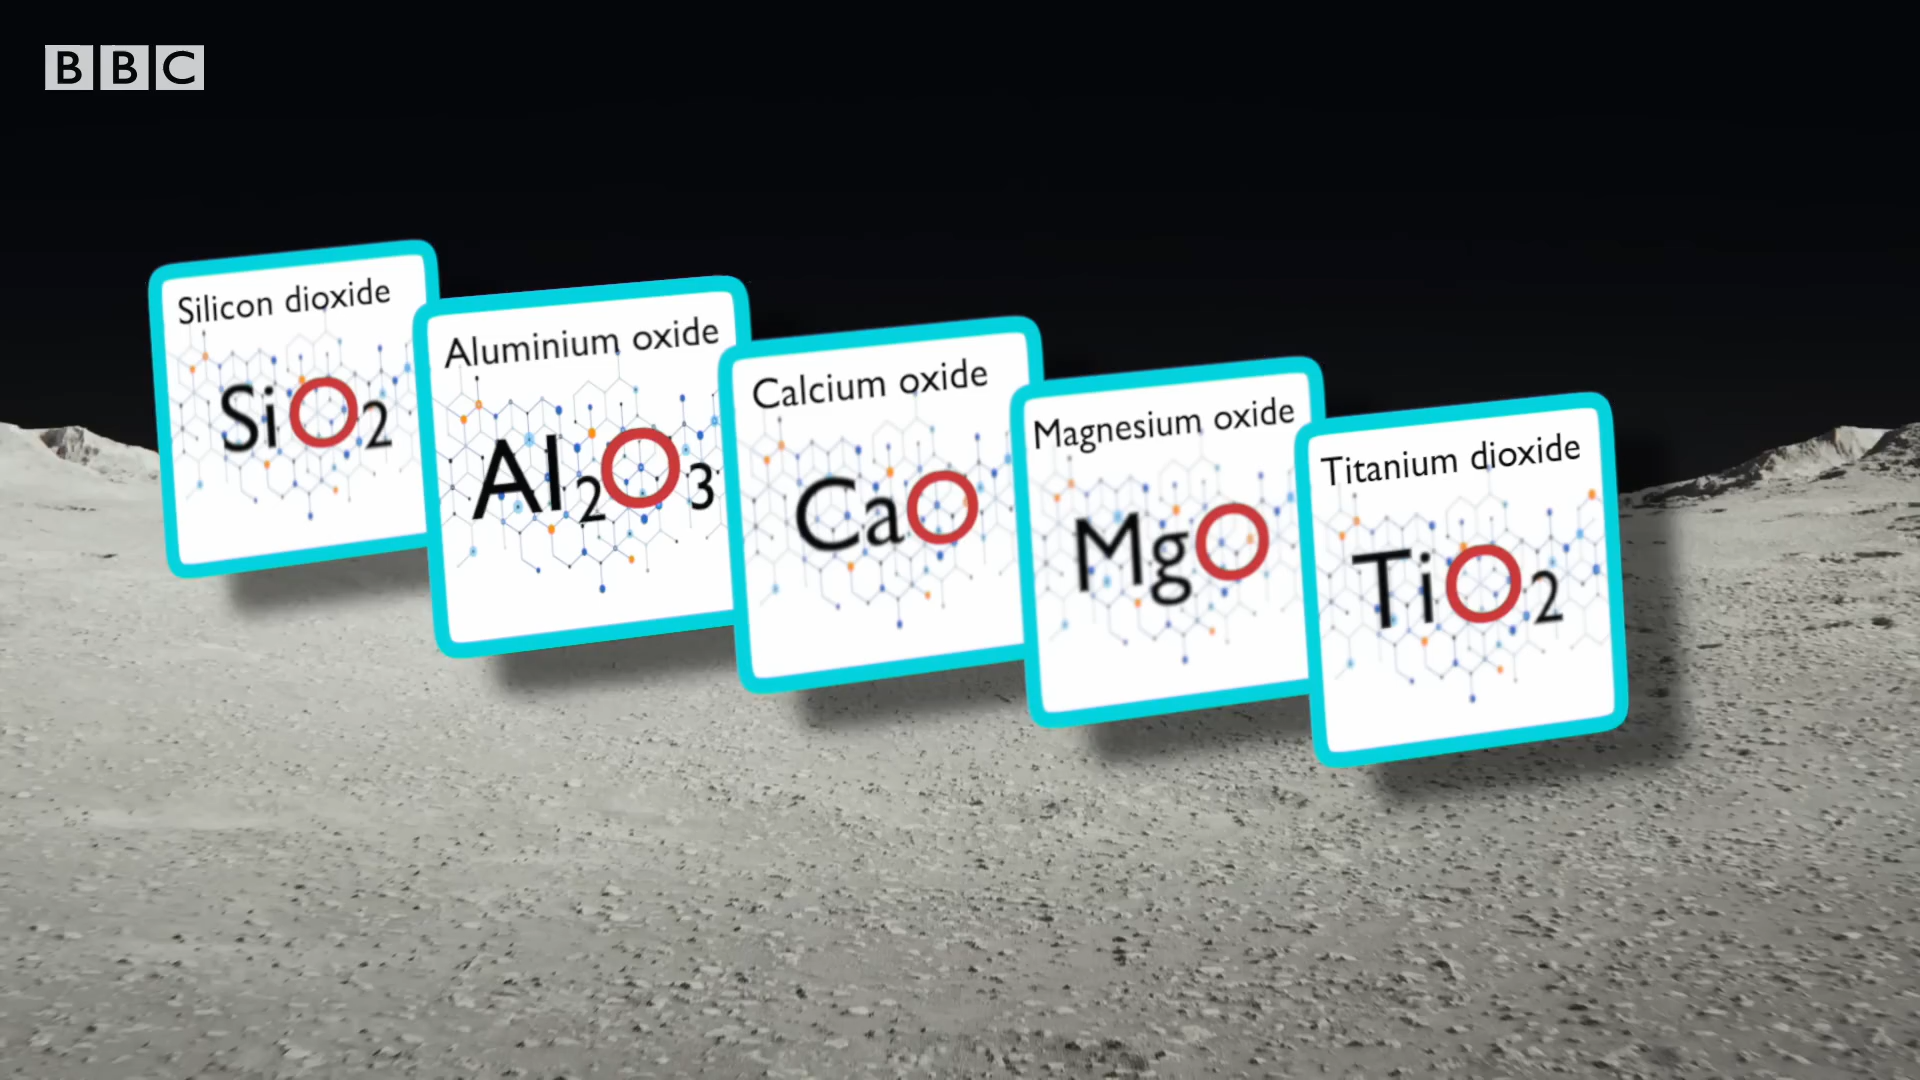 BBC
Silicon dioxide
SiO2
Aluminium oxide
Al2O3
Calcium oxide
CaO
Magnesium oxide
MgO
Titanium dioxide
TiO2